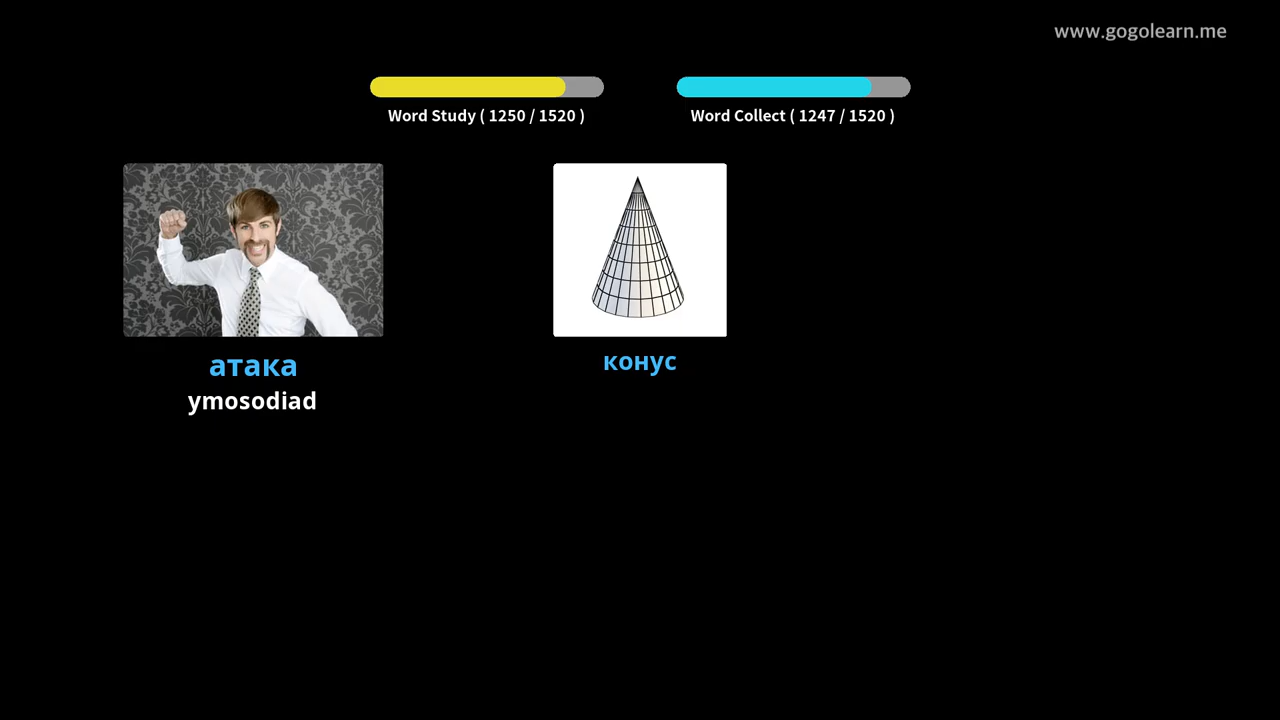 www.gogolearn.me
Word Study ( 1250 / 1520 )
Word Collect ( 1247 / 1520 )
атака
ymosodiad
конус